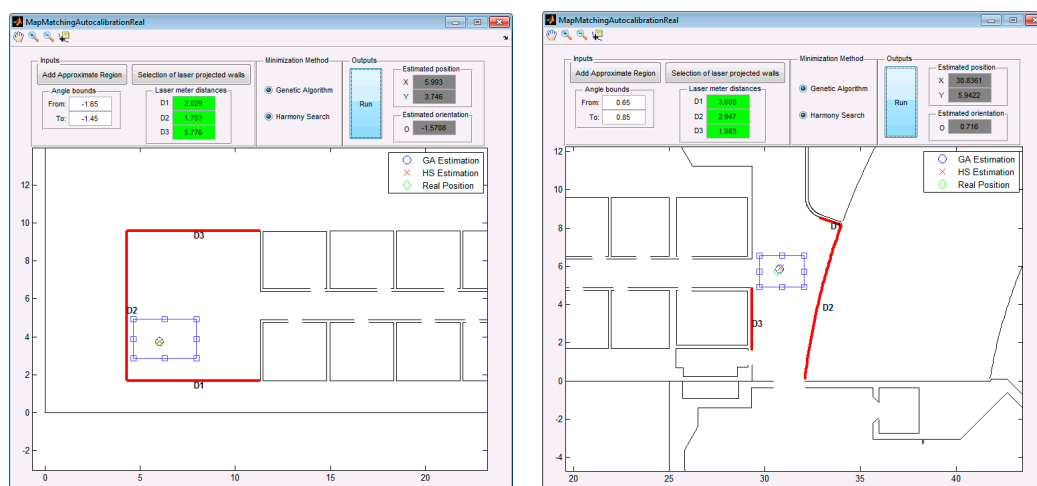 MapMatchingAutocalibrationReal
Inputs
Add Approximate Region
Selection of laser projected walls
Angle bounds
From: -1.65
To: -1.45
Laser meter distances
D1 2.029
D2 1.703
D3 5.776
Minimization Method
Genetic Algorithm
Harmony Search
Outputs
Run
Estimated position
X 5.993
Y 3.746
Estimated orientation
O -1.5708
GA Estimation
HS Estimation
Real Position
D3
D2
D1
12
10
8
6
4
2
0
-2
0 5 10 15 20
MapMatchingAutocalibrationReal
Inputs
Add Approximate Region
Selection of laser projected walls
Angle bounds
From: 0.65
To: 0.85
Laser meter distances
D1 3.608
D2 2.947
D3 1.983
Minimization Method
Genetic Algorithm
Harmony Search
Outputs
Run
Estimated position
X 30.8361
Y 5.9422
Estimated orientation
O 0.716
GA Estimation
HS Estimation
Real Position
D1
D2
D3
12
10
8
6
4
2
0
-2
-4
20 25 30 35 40